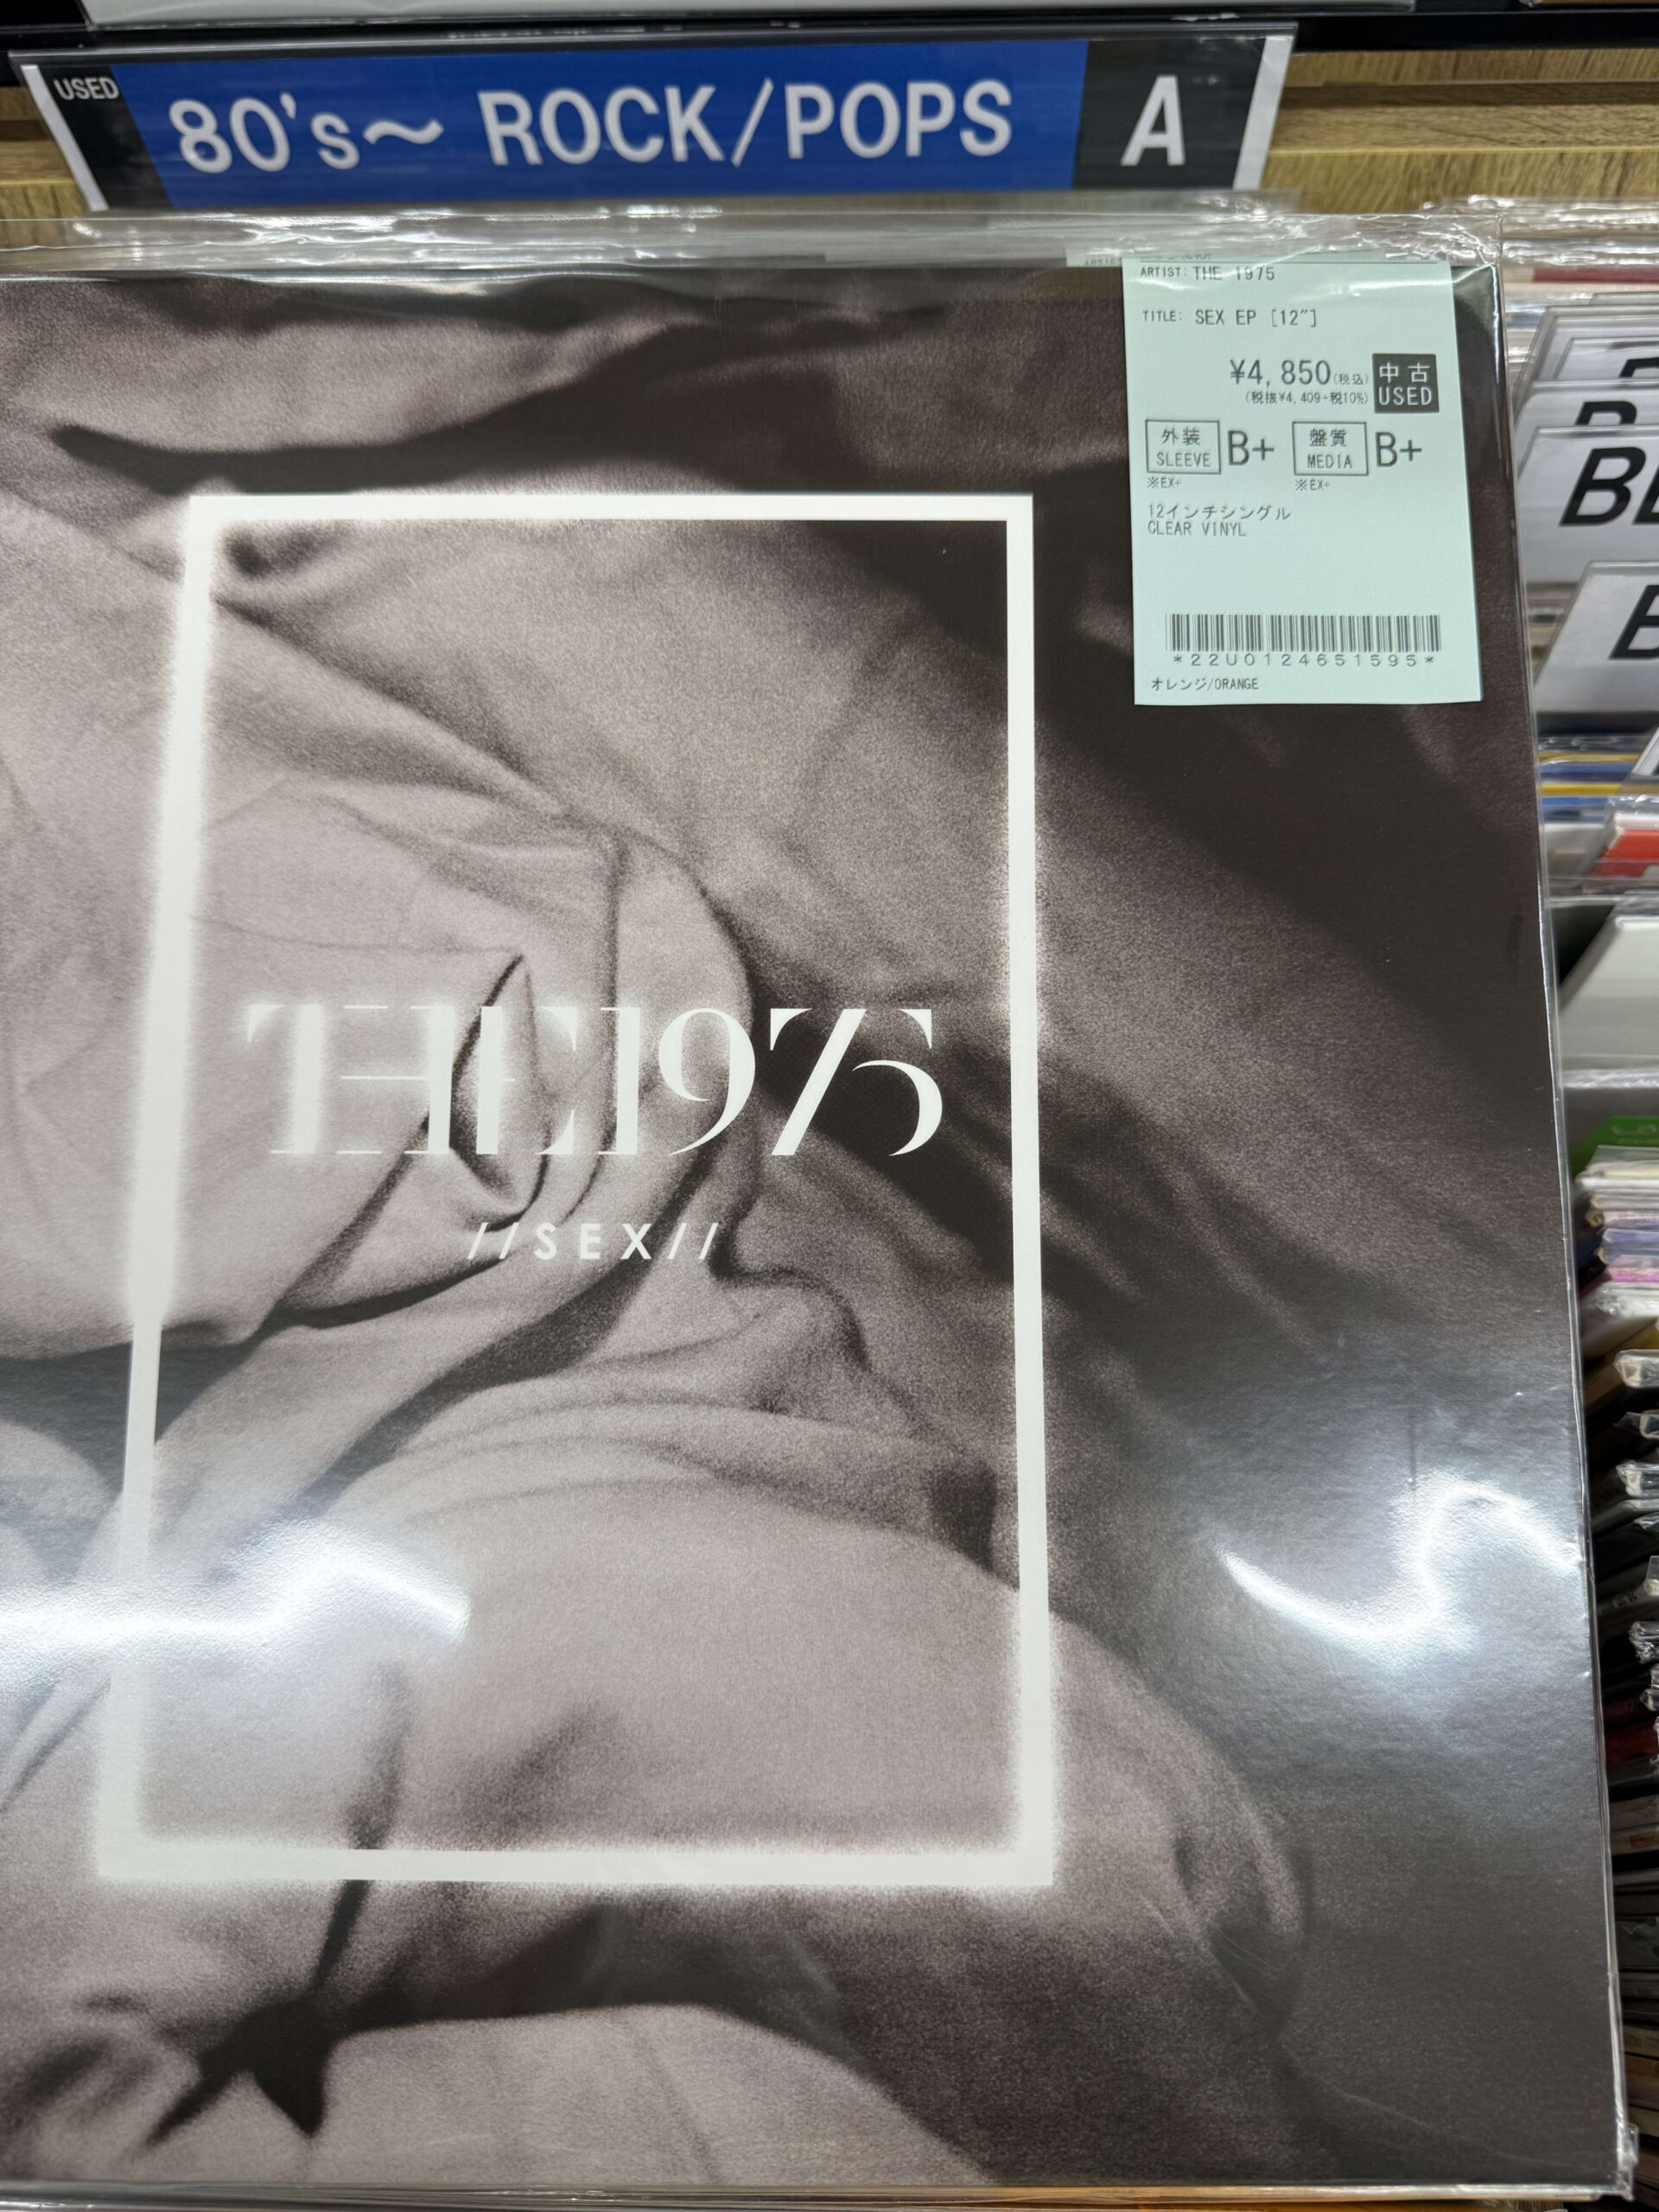 USED
80's～ ROCK/POPS
A
ARTIST: THE 1975
TITLE: SEX EP [12"]
¥4,850(税込)
(税抜¥4,409+税10%)
中古
USED
外装
SLEEVE
B+
※EX+
盤質
MEDIA
B+
※EX+
12インチシングル
CLEAR VINYL
*22U0124651595*
オレンジ/ORANGE
THE 1975
//SEX//